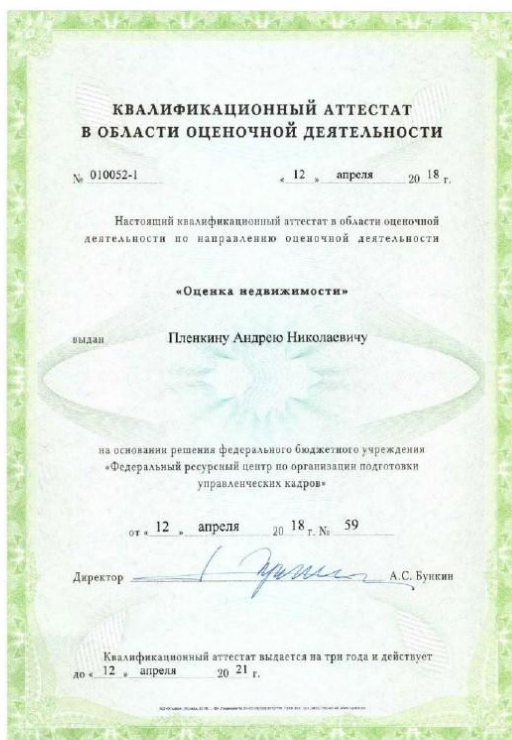 КВАЛИФИКАЦИОННЫЙ АТТЕСТАТ
В ОБЛАСТИ ОЦЕНОЧНОЙ ДЕЯТЕЛЬНОСТИ
№ 010052-1 « 12 » апреля 20 18 г.
Настоящий квалификационный аттестат в области оценочной
деятельности по направлению оценочной деятельности
«Оценка недвижимости»
выдан Пленкину Андрею Николаевичу
на основании решения федерального бюджетного учреждения
«Федеральный ресурсный центр по организации подготовки
управленческих кадров»
от « 12 » апреля 20 18 г. № 59
Директор А.С. Бункин
Квалификационный аттестат выдается на три года и действует
до « 12 » апреля 20 21 г.